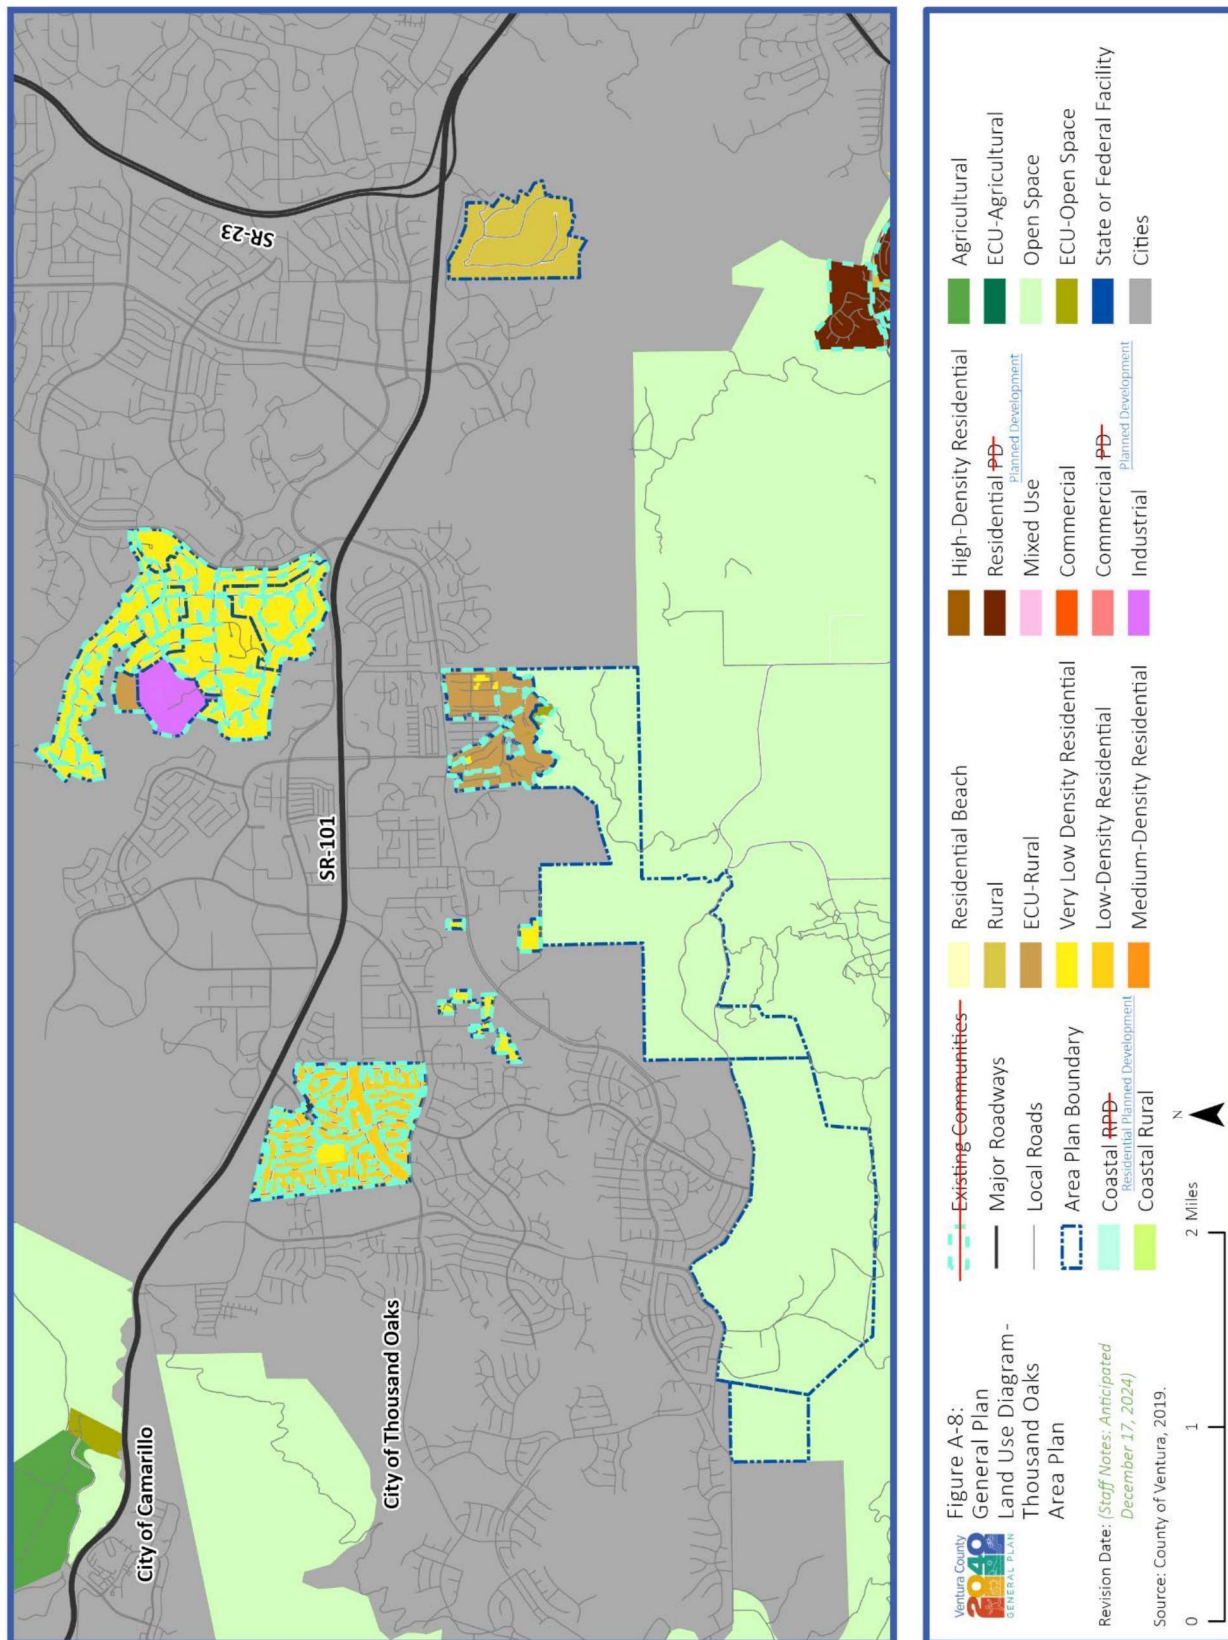 SR-23
SR-101
City of Camarillo
City of Thousand Oaks
Ventura County
2040
GENERAL PLAN
Figure A-8:
General Plan
Land Use Diagram-
Thousand Oaks
Area Plan
Revision Date: (Staff Notes: Anticipated
December 17, 2024)
Source: County of Ventura, 2019.
0 1 2 Miles
N
Existing Communities
Major Roadways
Local Roads
Area Plan Boundary
Coastal RPD
Residential Planned Development
Coastal Rural
Residential Beach
Rural
ECU-Rural
Very Low Density Residential
Low-Density Residential
Medium-Density Residential
High-Density Residential
Residential PD
Planned Development
Mixed Use
Commercial
Commercial PD
Planned Development
Industrial
Agricultural
ECU-Agricultural
Open Space
ECU-Open Space
State or Federal Facility
Cities